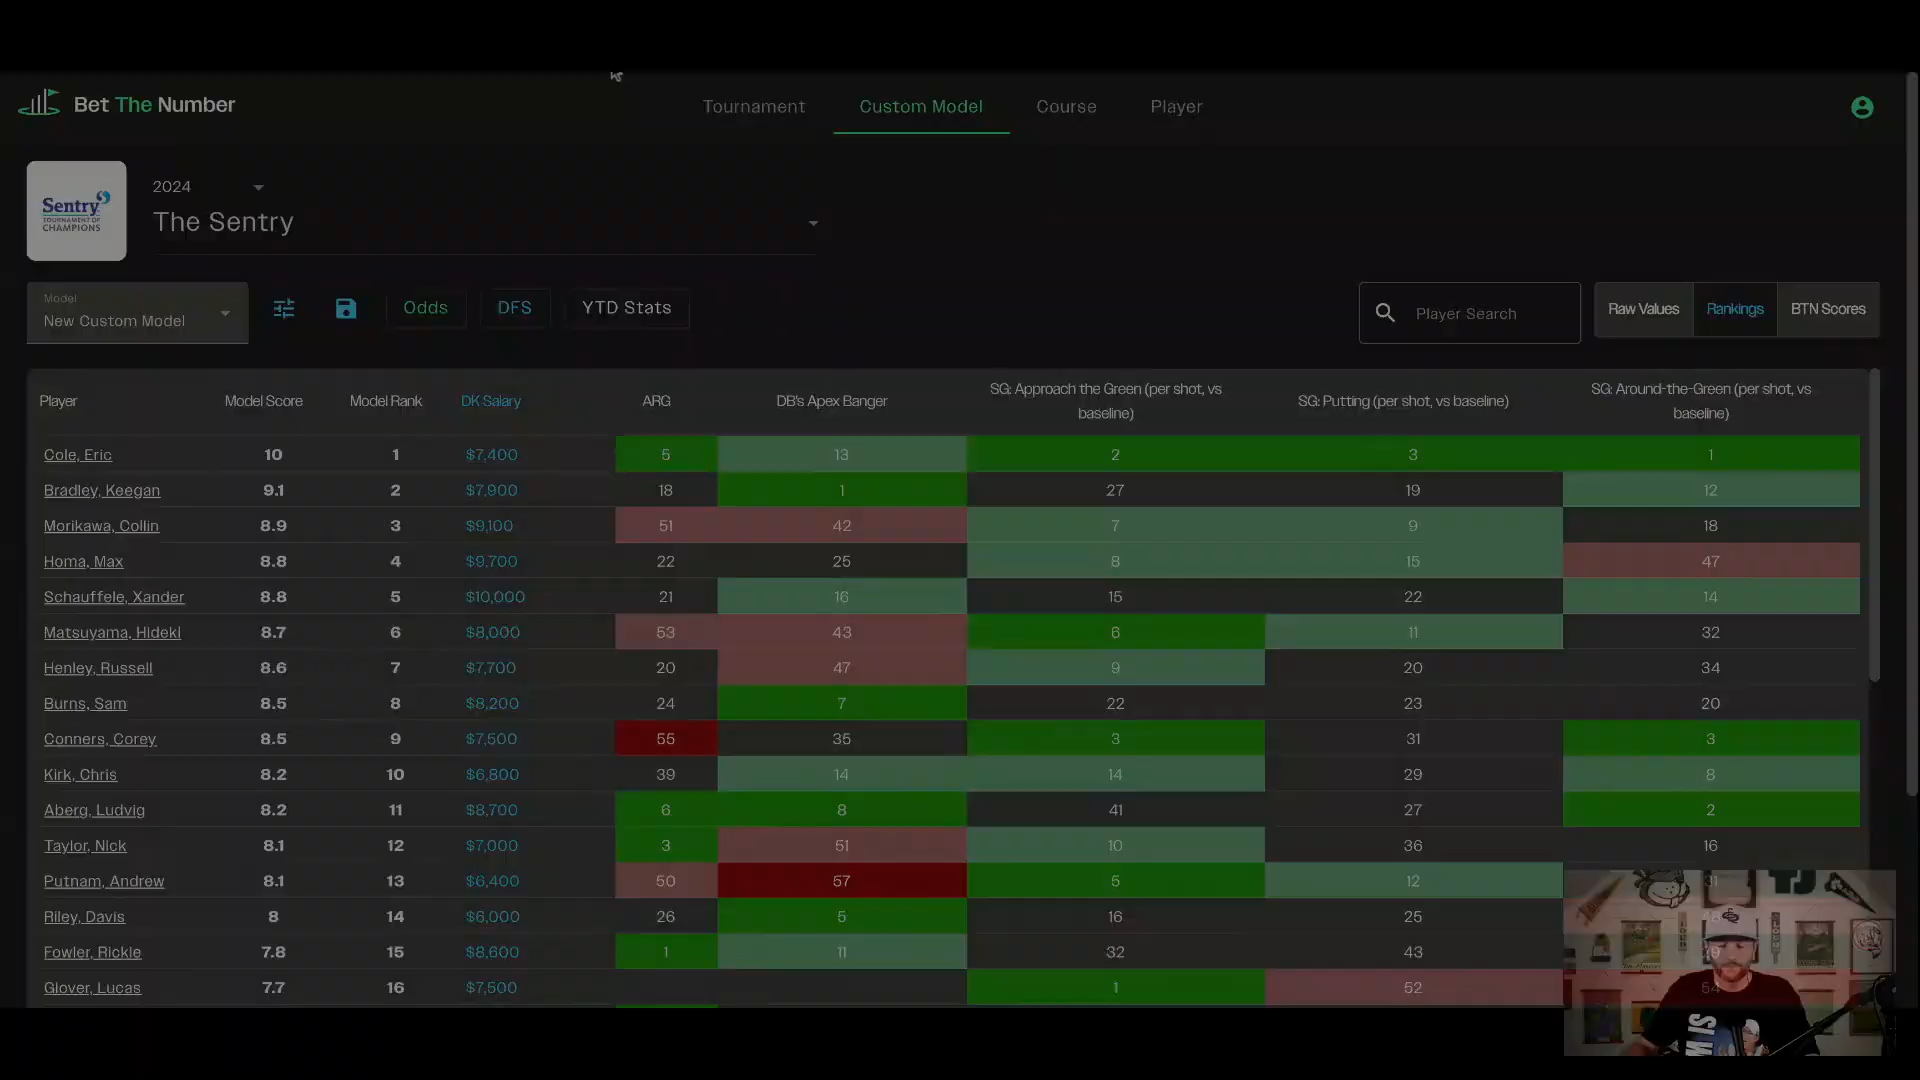 Bet The Number
Tournament
Custom Model
Course
Player
Sentry
TOURNAMENT OF
CHAMPIONS
2024
The Sentry
Model
New Custom Model
Odds
DFS
YTD Stats
Player Search
Raw Values
Rankings
BTN Scores
Player Model Score Model Rank DK Salary ARG DB's Apex Banger SG: Approach the Green (per shot, vs baseline) SG: Putting (per shot, vs baseline) SG: Around-the-Green (per shot, vs baseline)
Cole, Eric 10 1 $7,400 5 13 2 3 1
Bradley, Keegan 9.1 2 $7,900 18 1 27 19 12
Morikawa, Collin 8.9 3 $9,100 51 42 7 9 18
Homa, Max 8.8 4 $9,700 22 25 8 15 47
Schauffele, Xander 8.8 5 $10,000 21 16 15 22 14
Matsuyama, Hideki 8.7 6 $8,000 53 43 6 11 32
Henley, Russell 8.6 7 $7,700 20 47 9 20 34
Burns, Sam 8.5 8 $8,200 24 7 22 23 20
Conners, Corey 8.5 9 $7,500 55 35 3 31 3
Kirk, Chris 8.2 10 $6,800 39 14 14 29 8
Aberg, Ludvig 8.2 11 $8,700 6 8 41 27 2
Taylor, Nick 8.1 12 $7,000 3 51 10 36 16
Putnam, Andrew 8.1 13 $6,400 50 57 5 12 31
Riley, Davis 8 14 $6,000 26 5 16 25
Fowler, Rickie 7.8 15 $8,600 1 11 32 43
Glover, Lucas 7.7 16 $7,500 1 52 54